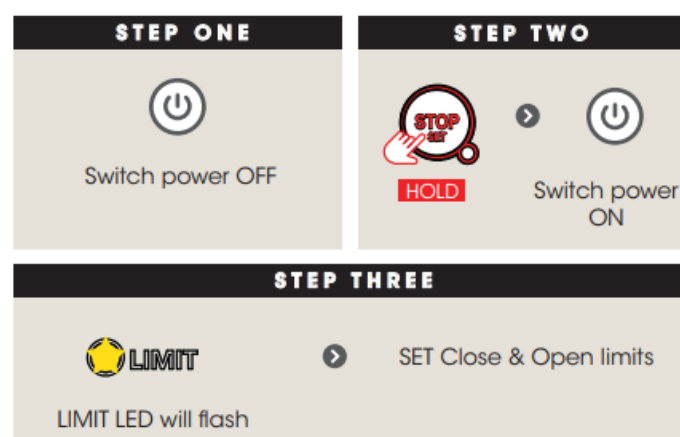 STEP ONE
Switch power OFF
STEP TWO
STOP
SET
HOLD
Switch power
ON
STEP THREE
LIMIT
LIMIT LED will flash
SET Close & Open limits